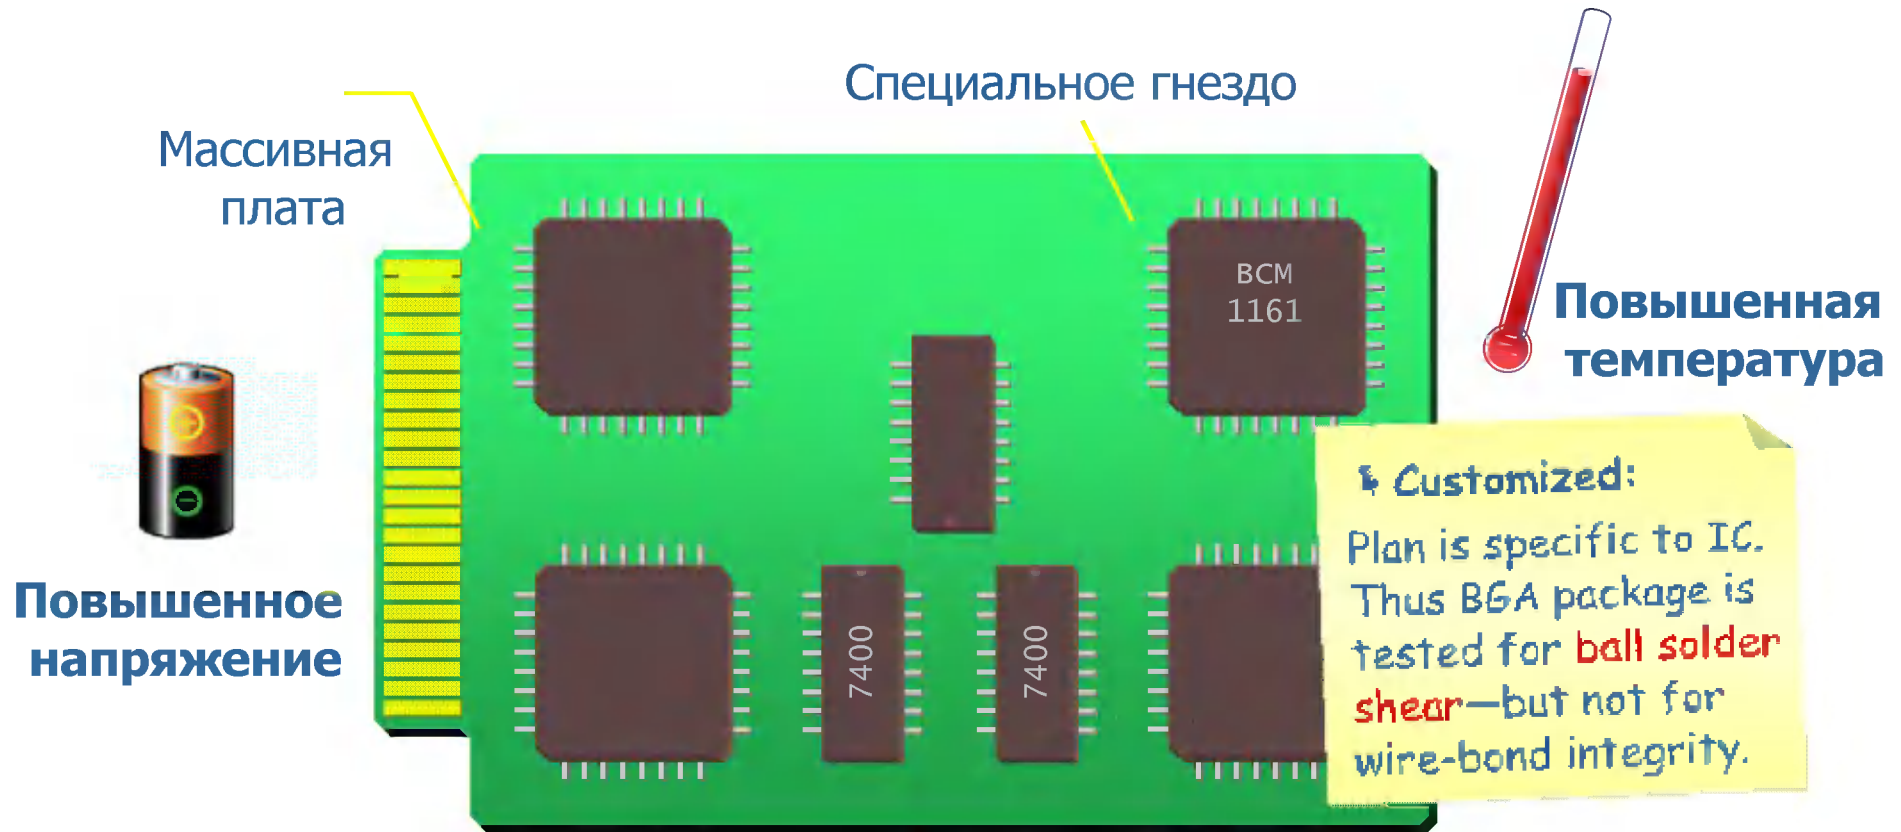 Специальное гнездо
Массивная
плата
BCM
1161
Повышенная
температура
Повышенное
напряжение
7400
7400
Customized:
Plan is specific to IC.
Thus BGA package is
tested for ball solder
shear—but not for
wire-bond integrity.